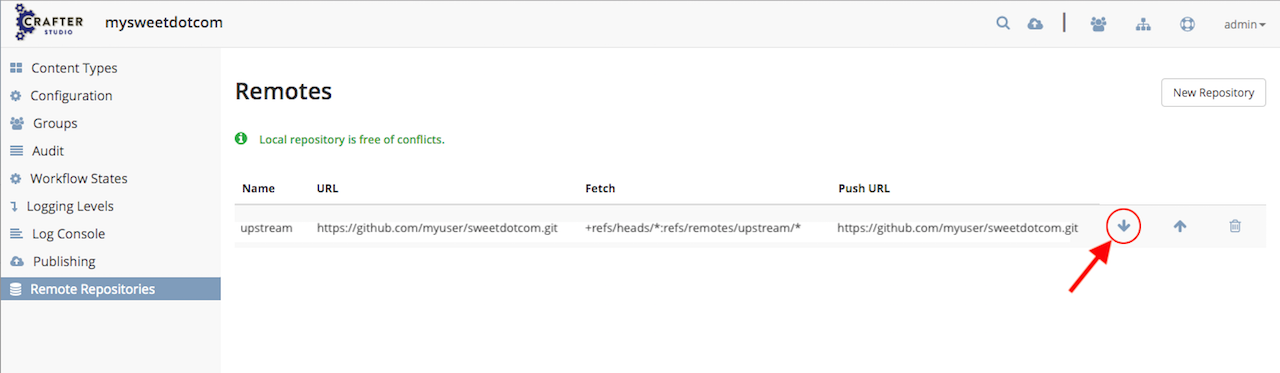 CRAFTER
STUDIO
mysweetdotcom
admin
Content Types
Configuration
Groups
Audit
Workflow States
Logging Levels
Log Console
Publishing
Remote Repositories
Remotes
New Repository
Local repository is free of conflicts.
Name URL Fetch Push URL
upstream https://github.com/myuser/sweetdotcom.git +refs/heads/*:refs/remotes/upstream/* https://github.com/myuser/sweetdotcom.git